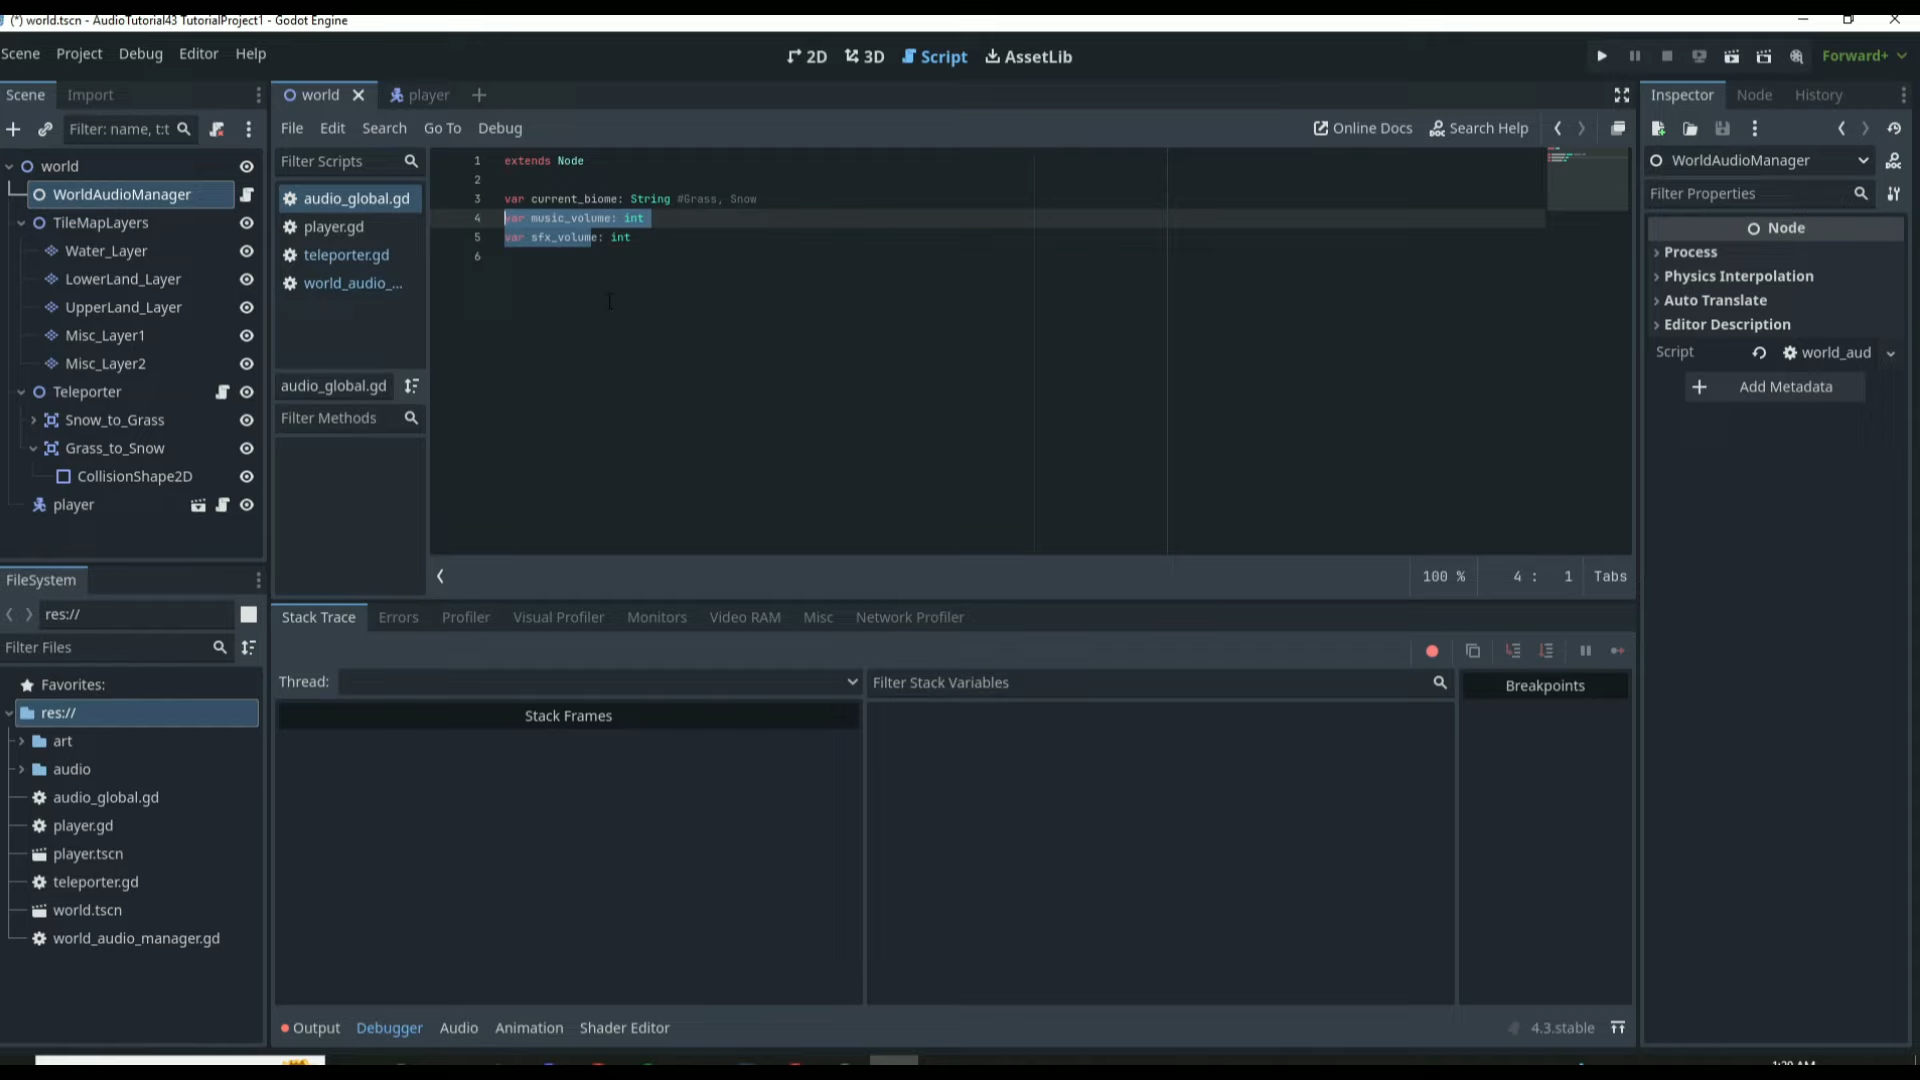 (*) world.tscn - AudioTutorial43 TutorialProject1 - Godot Engine
Scene Project Debug Editor Help
2D 3D Script AssetLib
Forward+
Scene Import
Filter: name, t:t
world
WorldAudioManager
TileMapLayers
Water_Layer
LowerLand_Layer
UpperLand_Layer
Misc_Layer1
Misc_Layer2
Teleporter
Snow_to_Grass
Grass_to_Snow
CollisionShape2D
player
FileSystem
res://
Filter Files
Favorites:
res://
art
audio
audio_global.gd
player.gd
player.tscn
teleporter.gd
world.tscn
world_audio_manager.gd
world player
File Edit Search Go To Debug
Online Docs Search Help
Filter Scripts
audio_global.gd
player.gd
teleporter.gd
world_audio_...
audio_global.gd
Filter Methods
1 extends Node
2
3 var current_biome: String #Grass, Snow
4 var music_volume: int
5 var sfx_volume: int
6
100 % 4 : 1 Tabs
Stack Trace Errors Profiler Visual Profiler Monitors Video RAM Misc Network Profiler
Thread:
Filter Stack Variables
Breakpoints
Stack Frames
Output Debugger Audio Animation Shader Editor
4.3.stable
Inspector Node History
WorldAudioManager
Filter Properties
Node
Process
Physics Interpolation
Auto Translate
Editor Description
Script world_aud
Add Metadata